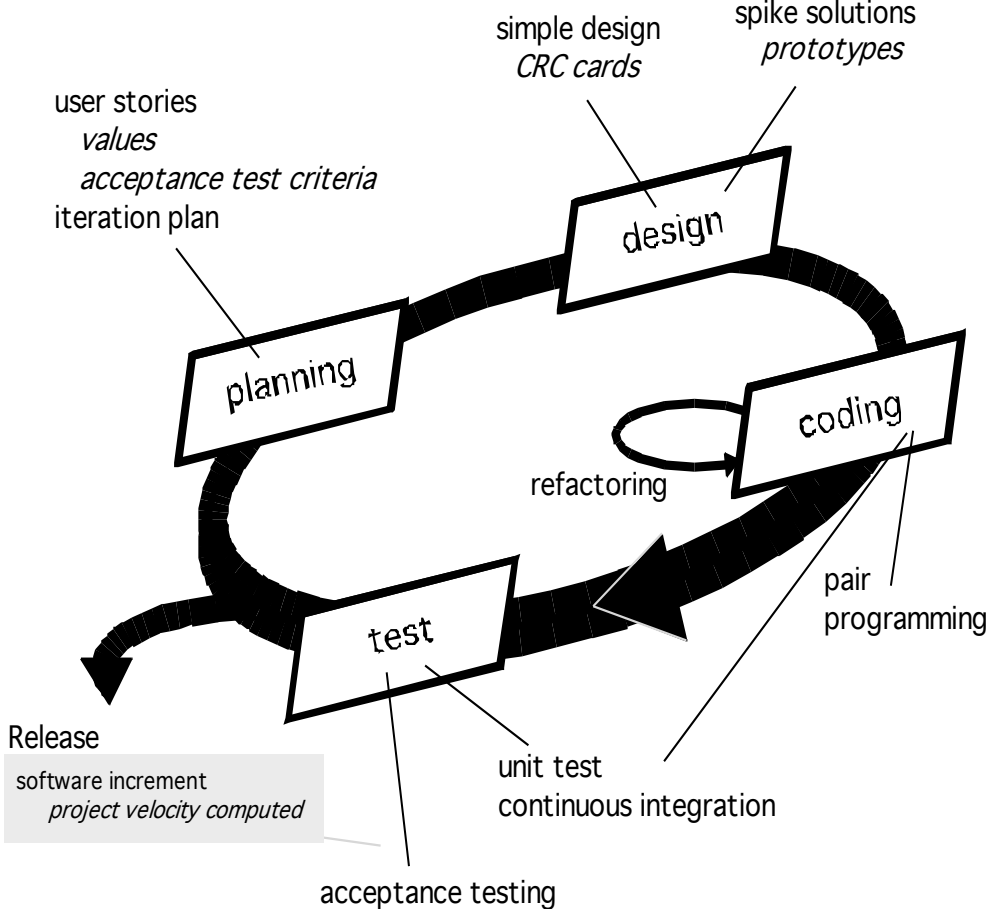 spike solutions
prototypes
simple design
CRC cards
user stories
values
acceptance test criteria
iteration plan
design
planning
coding
refactoring
pair
programming
test
Release
software increment
project velocity computed
unit test
continuous integration
acceptance testing